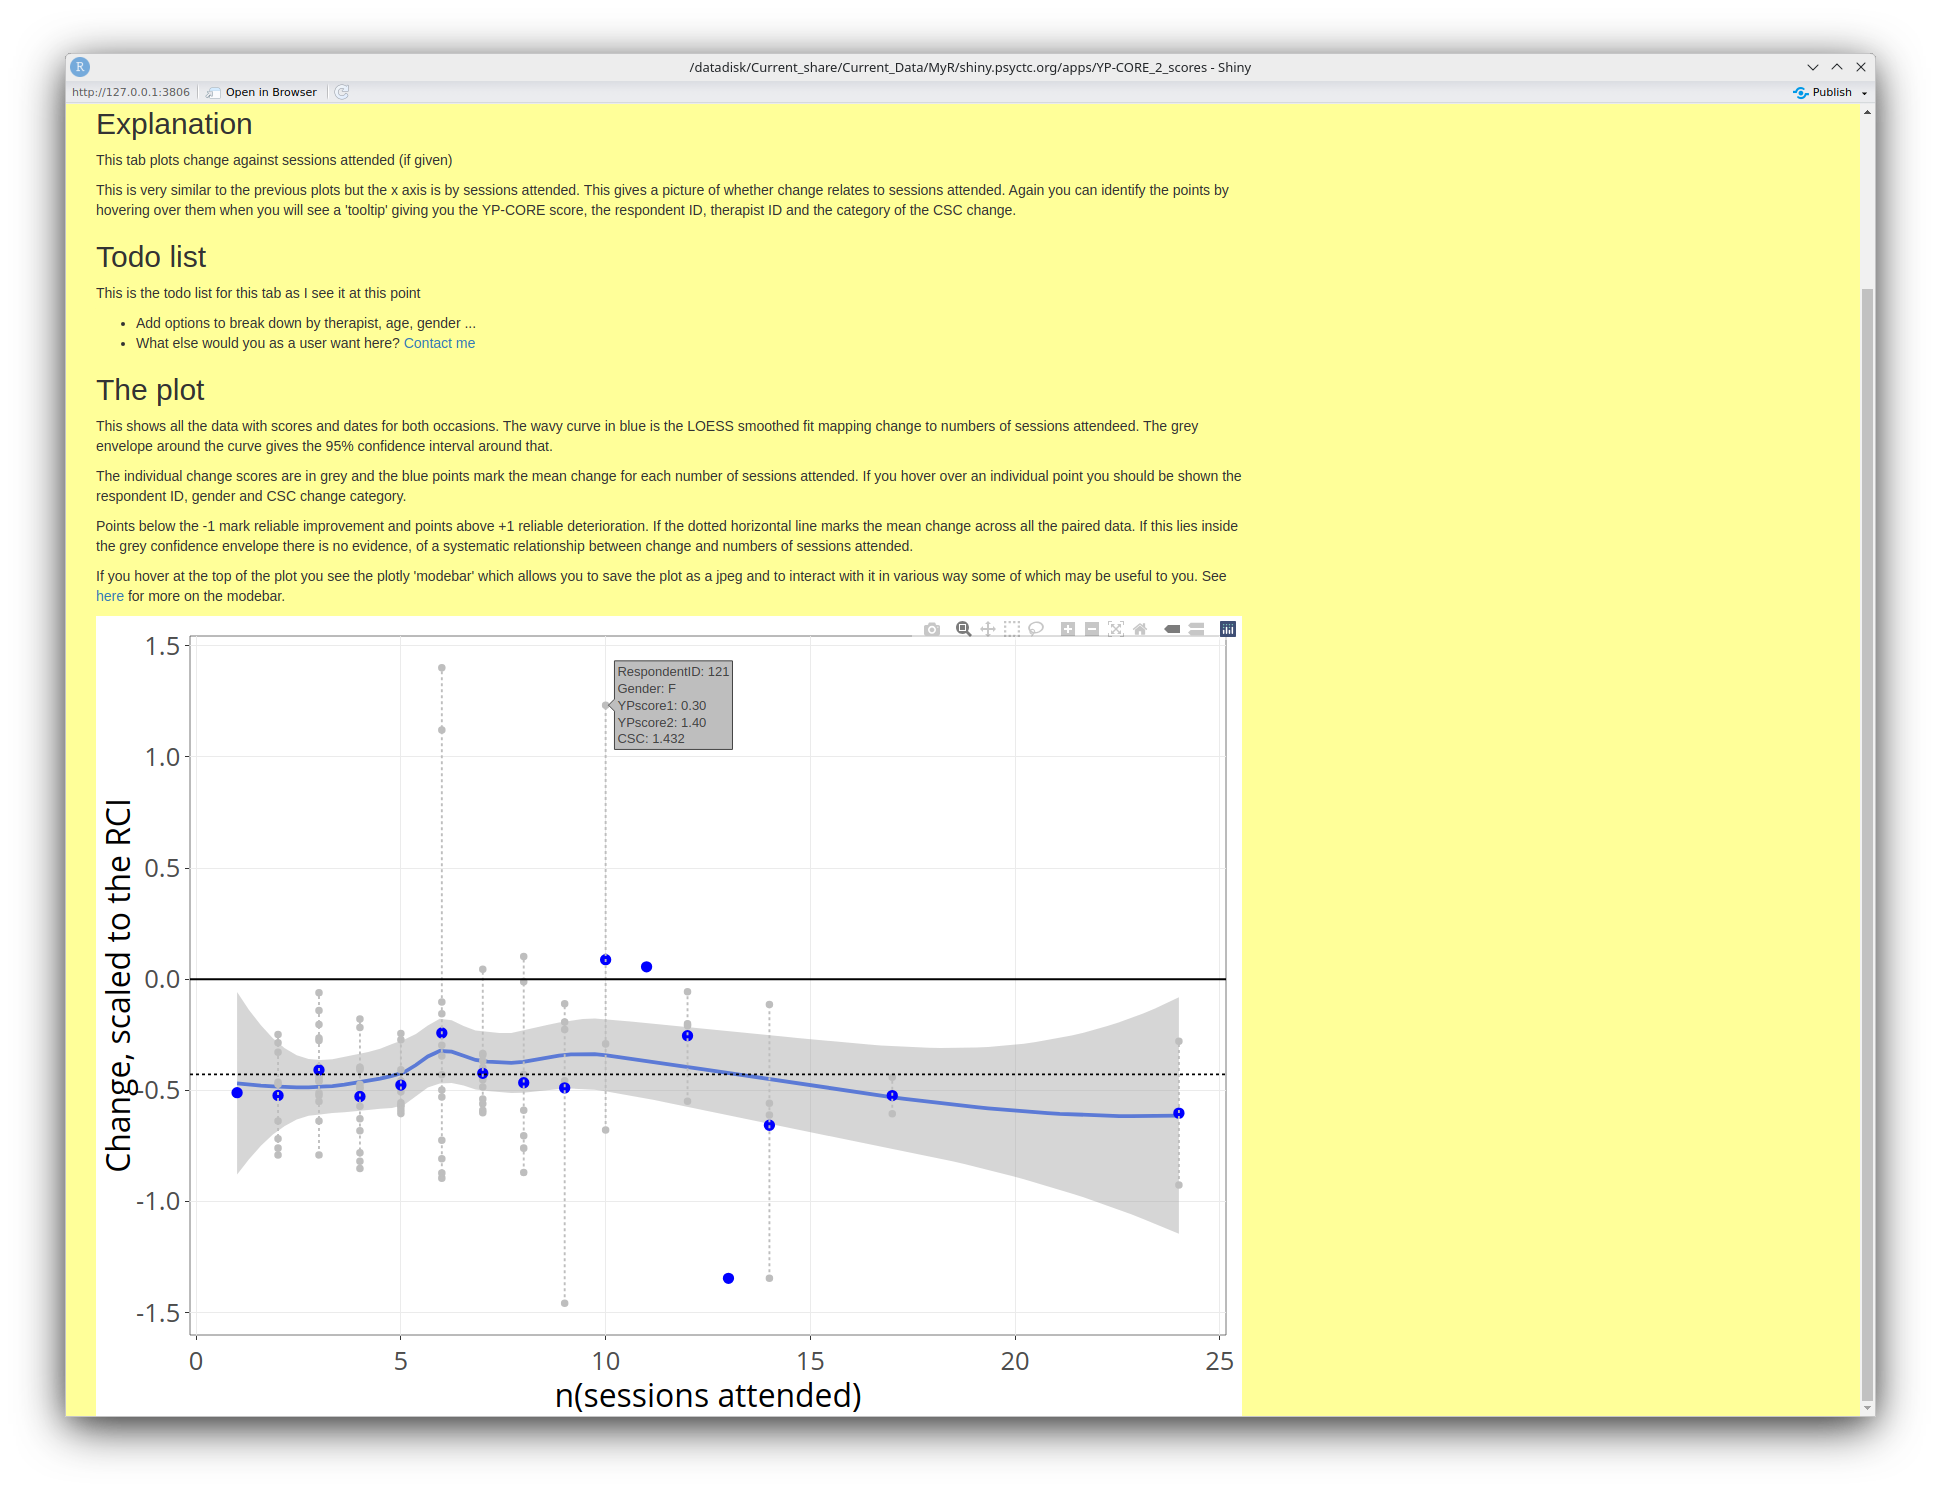 /datadisk/Current_share/Current_Data/MyR/shiny.psyctc.org/apps/YP-CORE_2_scores - Shiny
http://127.0.0.1:3806
Open in Browser
Publish
Explanation
This tab plots change against sessions attended (if given)
This is very similar to the previous plots but the x axis is by sessions attended. This gives a picture of whether change relates to sessions attended. Again you can identify the points by
hovering over them when you will see a 'tooltip' giving you the YP-CORE score, the respondent ID, therapist ID and the category of the CSC change.
Todo list
This is the todo list for this tab as I see it at this point
• Add options to break down by therapist, age, gender ...
• What else would you as a user want here? Contact me
The plot
This shows all the data with scores and dates for both occasions. The wavy curve in blue is the LOESS smoothed fit mapping change to numbers of sessions attendeed. The grey
envelope around the curve gives the 95% confidence interval around that.
The individual change scores are in grey and the blue points mark the mean change for each number of sessions attended. If you hover over an individual point you should be shown the
respondent ID, gender and CSC change category.
Points below the -1 mark reliable improvement and points above +1 reliable deterioration. If the dotted horizontal line marks the mean change across all the paired data. If this lies inside
the grey confidence envelope there is no evidence, of a systematic relationship between change and numbers of sessions attended.
If you hover at the top of the plot you see the plotly 'modebar' which allows you to save the plot as a jpeg and to interact with it in various way some of which may be useful to you. See
here for more on the modebar.
1.5
RespondentID: 121
Gender: F
YPscore1: 0.30
YPscore2: 1.40
CSC: 1.432
1.0
0.5
0.0
-0.5
-1.0
-1.5
Change, scaled to the RCI
0 5 10 15 20 25
n(sessions attended)